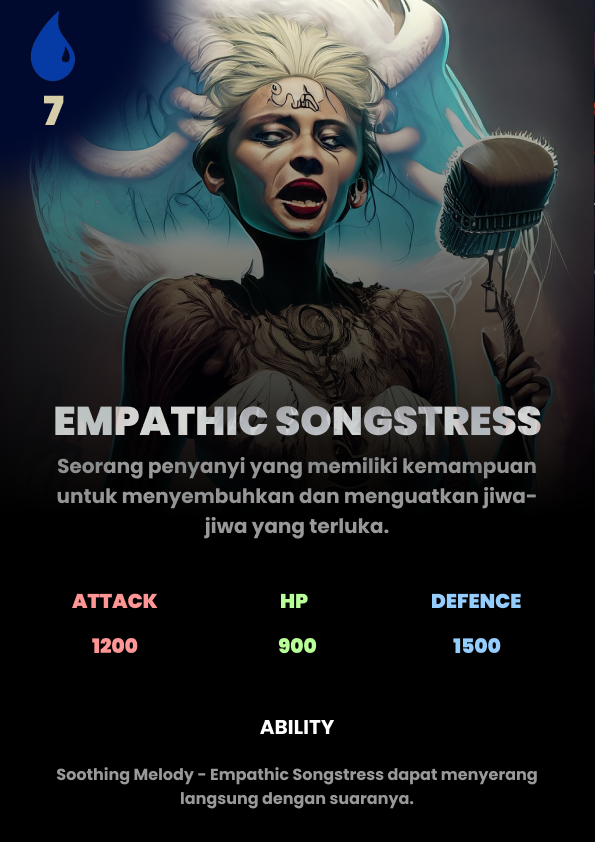 7
EMPATHIC SONGSTRESS
Seorang penyanyi yang memiliki kemampuan
untuk menyembuhkan dan menguatkan jiwa-
jiwa yang terluka.
ATTACK HP DEFENCE
1200 900 1500
ABILITY
Soothing Melody - Empathic Songstress dapat menyerang
langsung dengan suaranya.